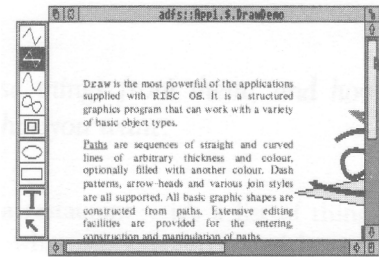 adfs::App1.$.DrawDemo
Draw is the most powerful of the applications
supplied with RISC OS. It is a structured
graphics program that can work with a variety
of basic object types.
Paths are sequences of straight and curved
lines of arbitrary thickness and colour,
optionally filled with another colour. Dash
patterns, arrow-heads and various join styles
are all supported. All basic graphic shapes are
constructed from paths. Extensive editing
facilities are provided for the entering,
construction and manipulation of paths.
T